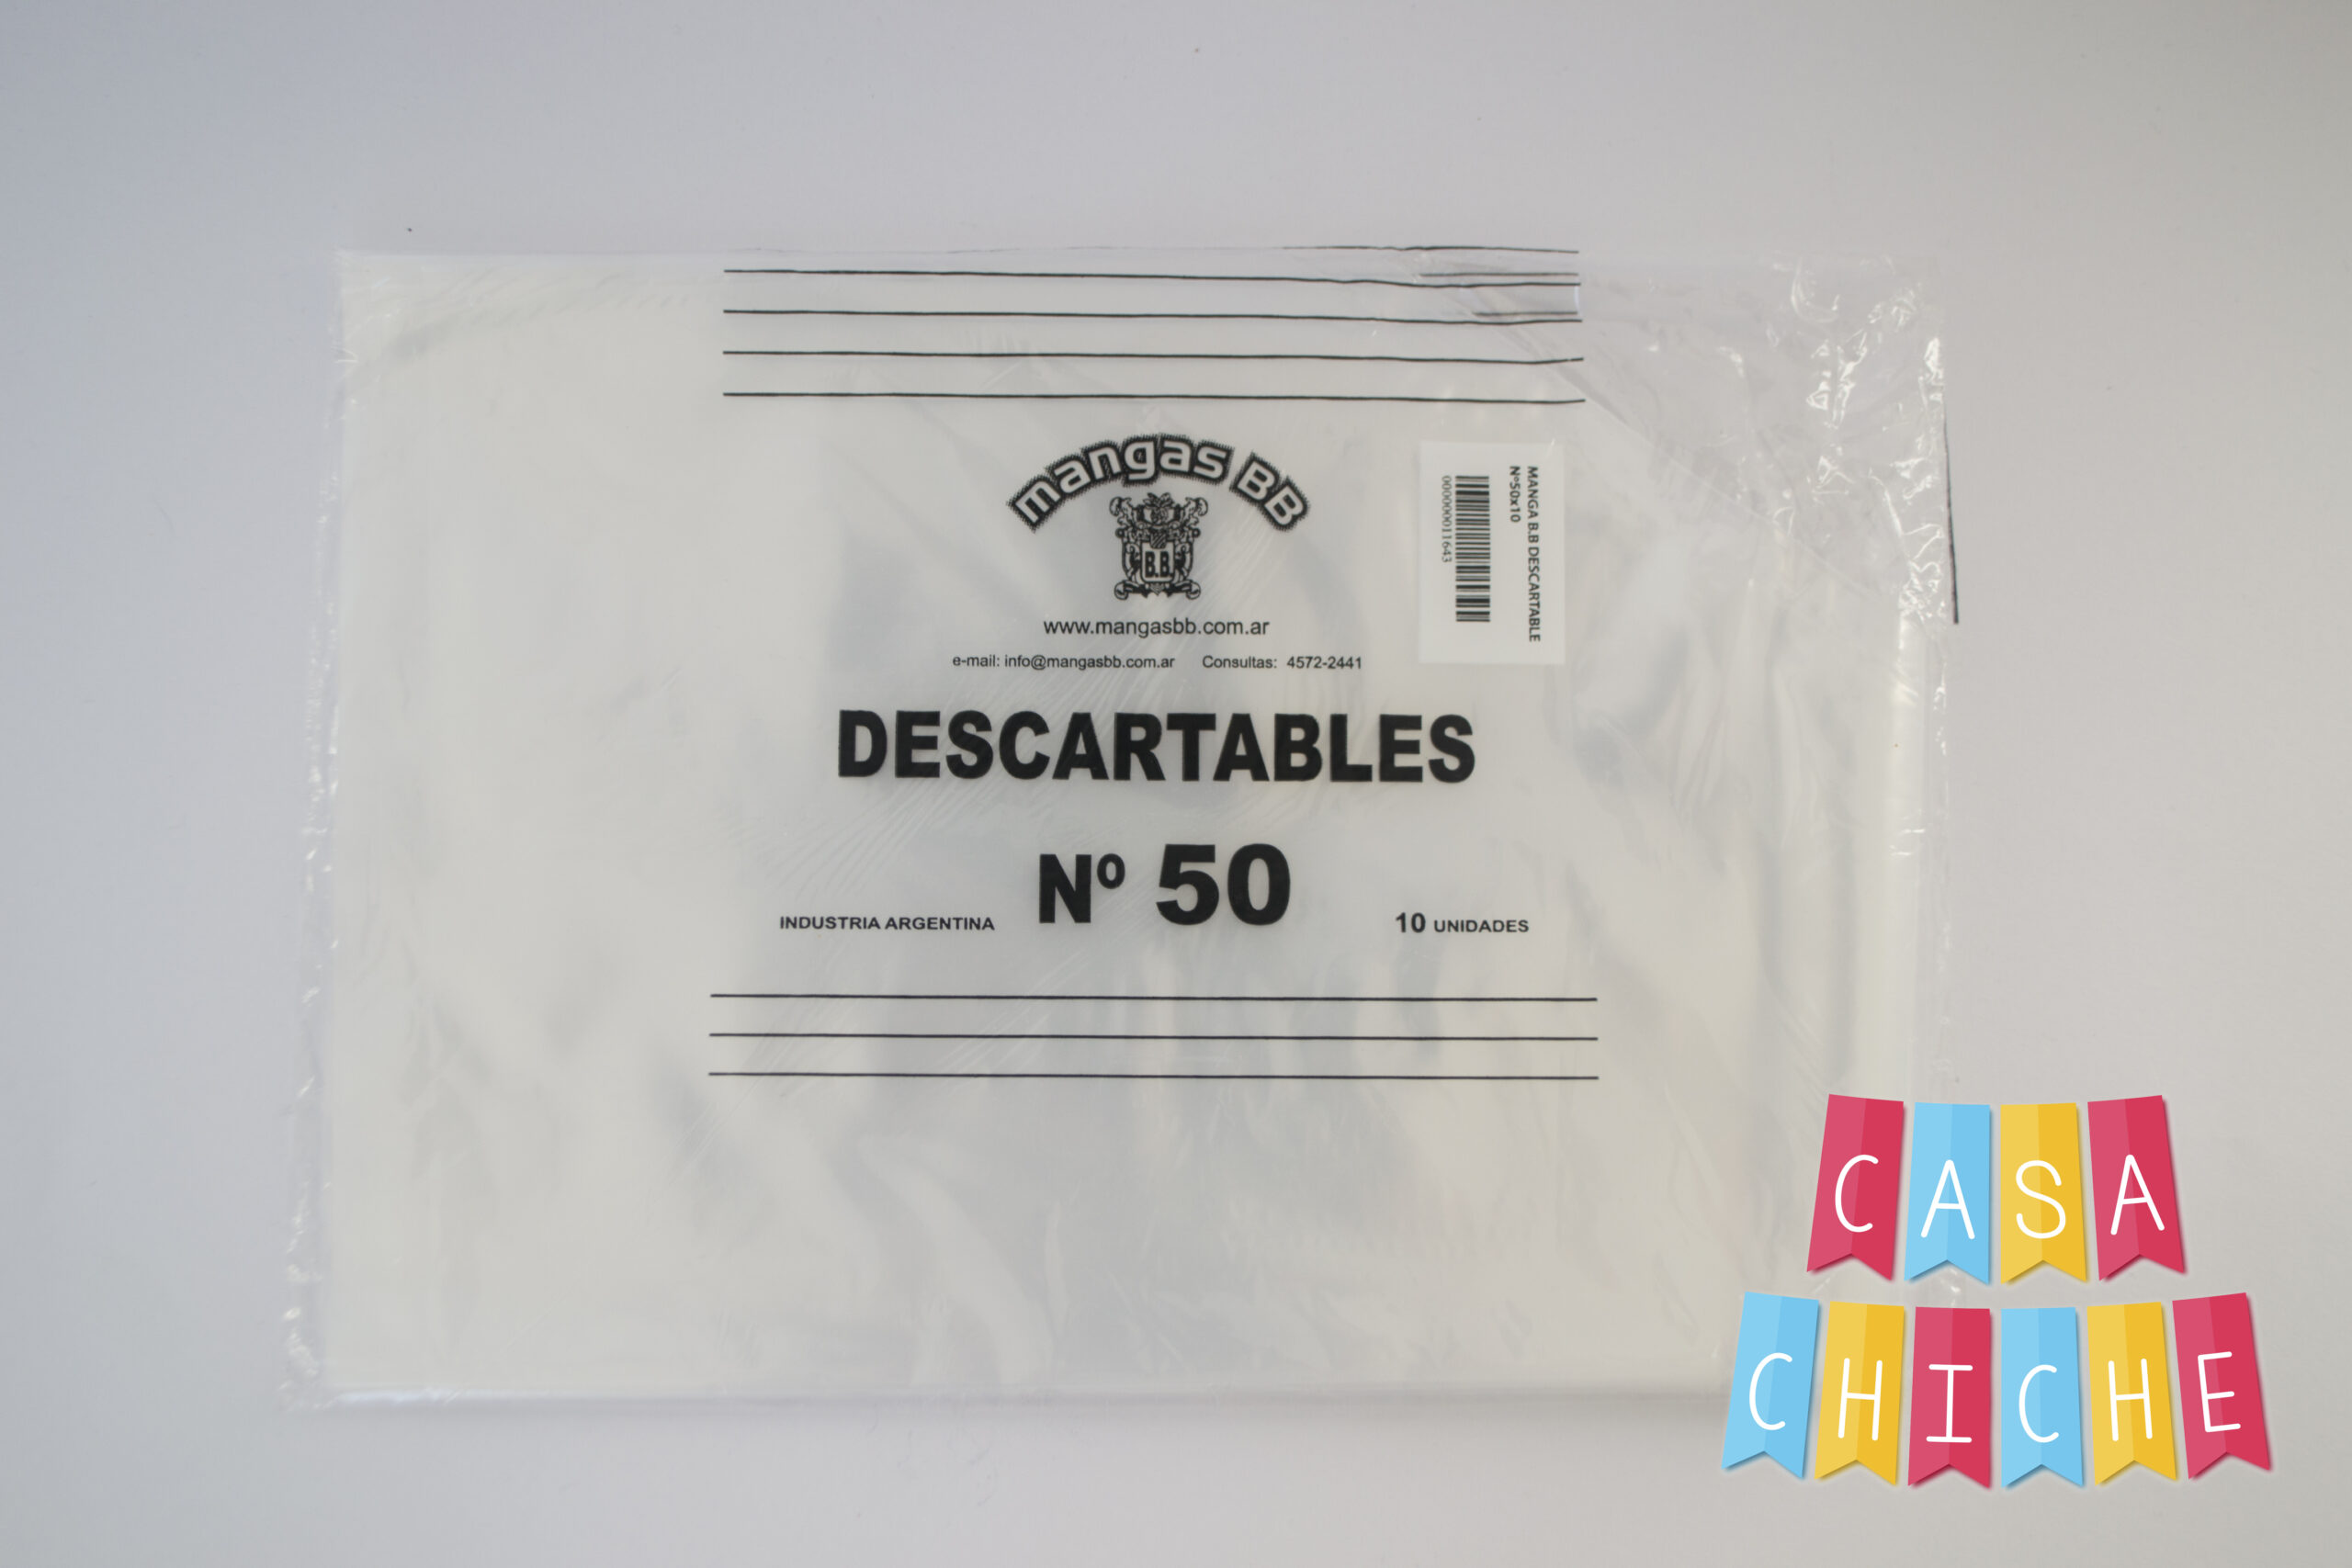 mangas BB
B.B.
www.mangasbb.com.ar
e-mail: info@mangasbb.com.ar Consultas: 4572-2441
MANGA B.B DESCARTABLE
Nº50x10
0000000011643
DESCARTABLES
Nº 50
INDUSTRIA ARGENTINA
10 UNIDADES
CASA
CHICHE